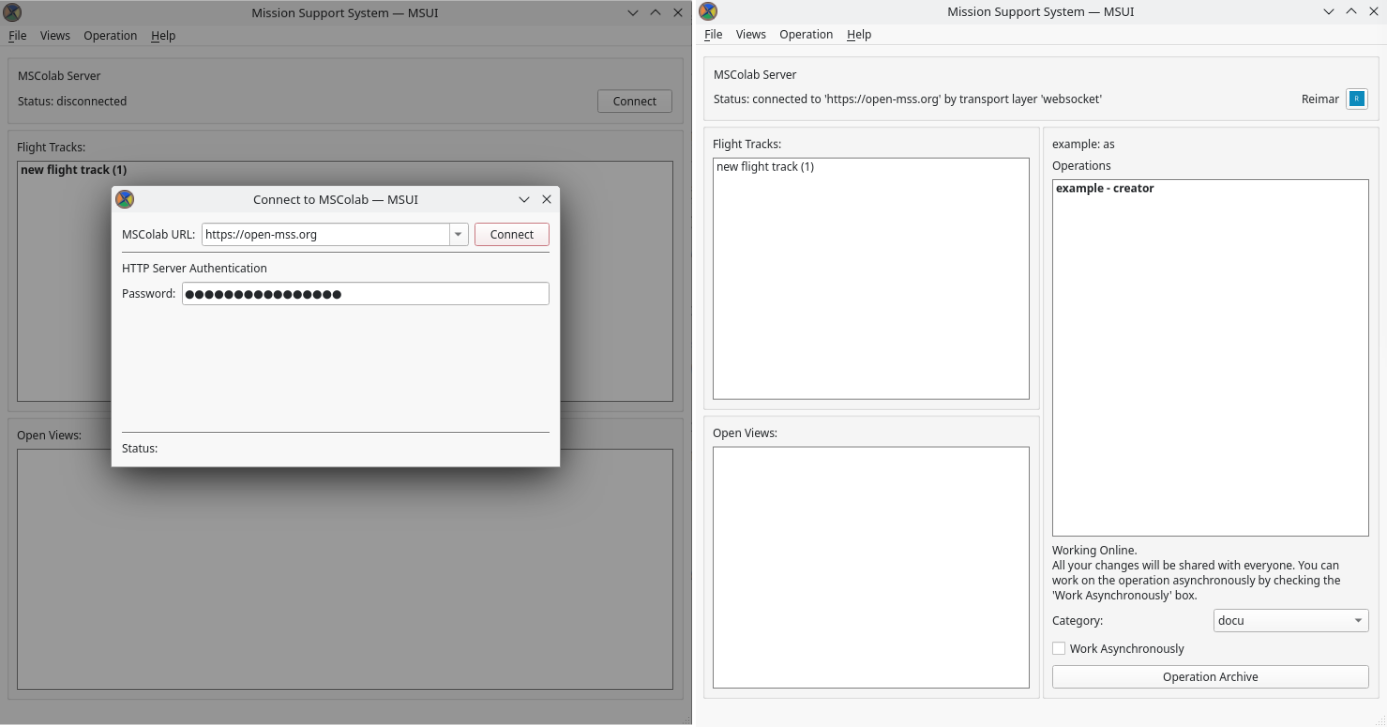 Mission Support System — MSUI
File Views Operation Help
MSColab Server
Status: disconnected
Connect
Flight Tracks:
new flight track (1)
Connect to MSColab — MSUI
MSColab URL: https://open-mss.org Connect
HTTP Server Authentication
Password: ●●●●●●●●●●●●●●●●
Status:
Open Views:
Mission Support System — MSUI
File Views Operation Help
MSColab Server
Status: connected to 'https://open-mss.org' by transport layer 'websocket'
Reimar
R
Flight Tracks:
new flight track (1)
Open Views:
example: as
Operations
example - creator
Working Online.
All your changes will be shared with everyone. You can
work on the operation asynchronously by checking the
'Work Asynchronously' box.
Category: docu
Work Asynchronously
Operation Archive